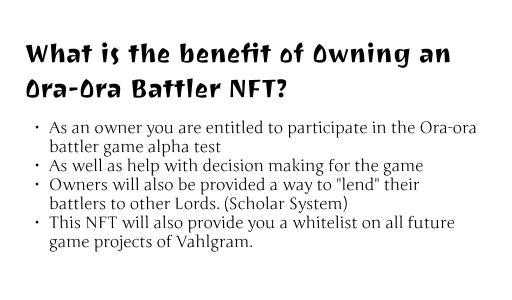 What is the benefit of Owning an
Ora-Ora Battler NFT?
• As an owner you are entitled to participate in the Ora-ora
battler game alpha test
• As well as help with decision making for the game
• Owners will also be provided a way to "lend" their
battlers to other Lords. (Scholar System)
• This NFT will also provide you a whitelist on all future
game projects of Vahlgram.